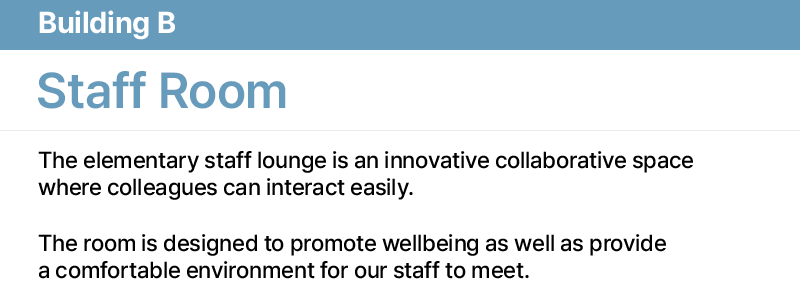 Building B
Staff Room
The elementary staff lounge is an innovative collaborative space
where colleagues can interact easily.
The room is designed to promote wellbeing as well as provide
a comfortable environment for our staff to meet.